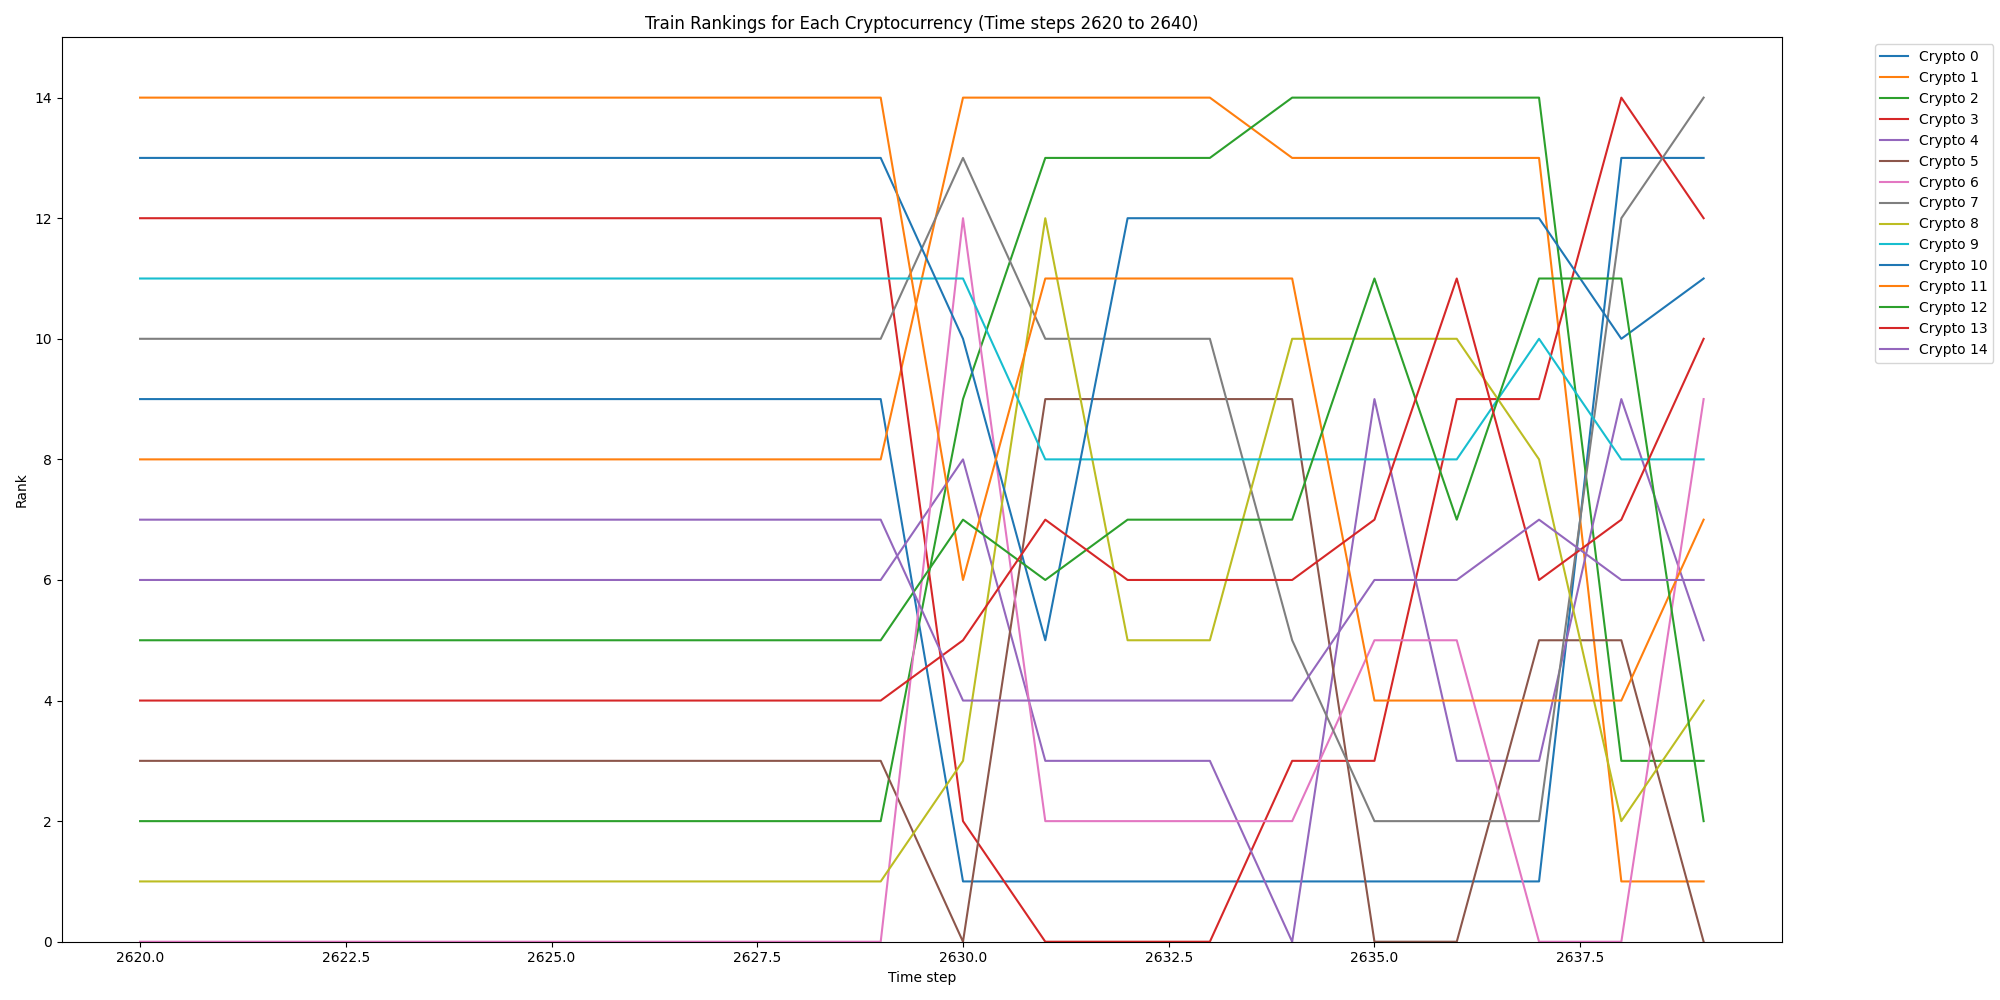 Train Rankings for Each Cryptocurrency (Time steps 2620 to 2640)
Rank
14
12
10
8
6
4
2
0
2620.0 2622.5 2625.0 2627.5 2630.0 2632.5 2635.0 2637.5
Time step
Crypto 0
Crypto 1
Crypto 2
Crypto 3
Crypto 4
Crypto 5
Crypto 6
Crypto 7
Crypto 8
Crypto 9
Crypto 10
Crypto 11
Crypto 12
Crypto 13
Crypto 14